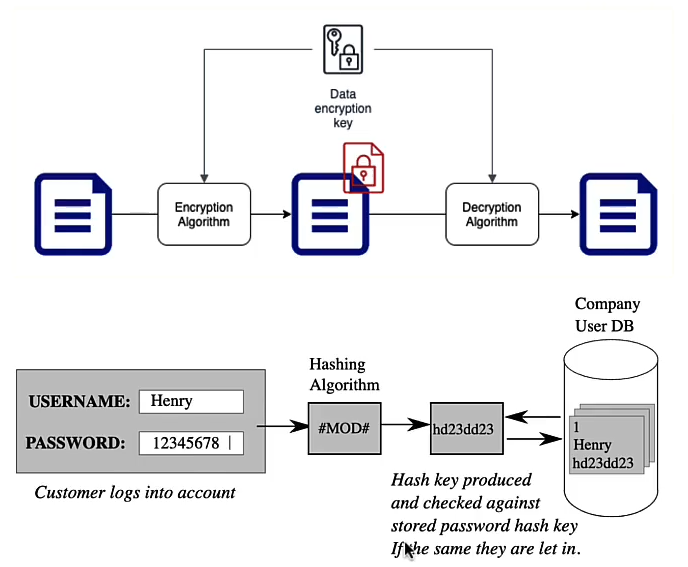 Data
encryption
key
Encryption
Algorithm
Decryption
Algorithm
Company
User DB
Hashing
Algorithm
USERNAME: Henry
PASSWORD: 12345678
#MOD#
hd23dd23
1
Henry
hd23dd23
Customer logs into account
Hash key produced
and checked against
stored password hash key
If the same they are let in.